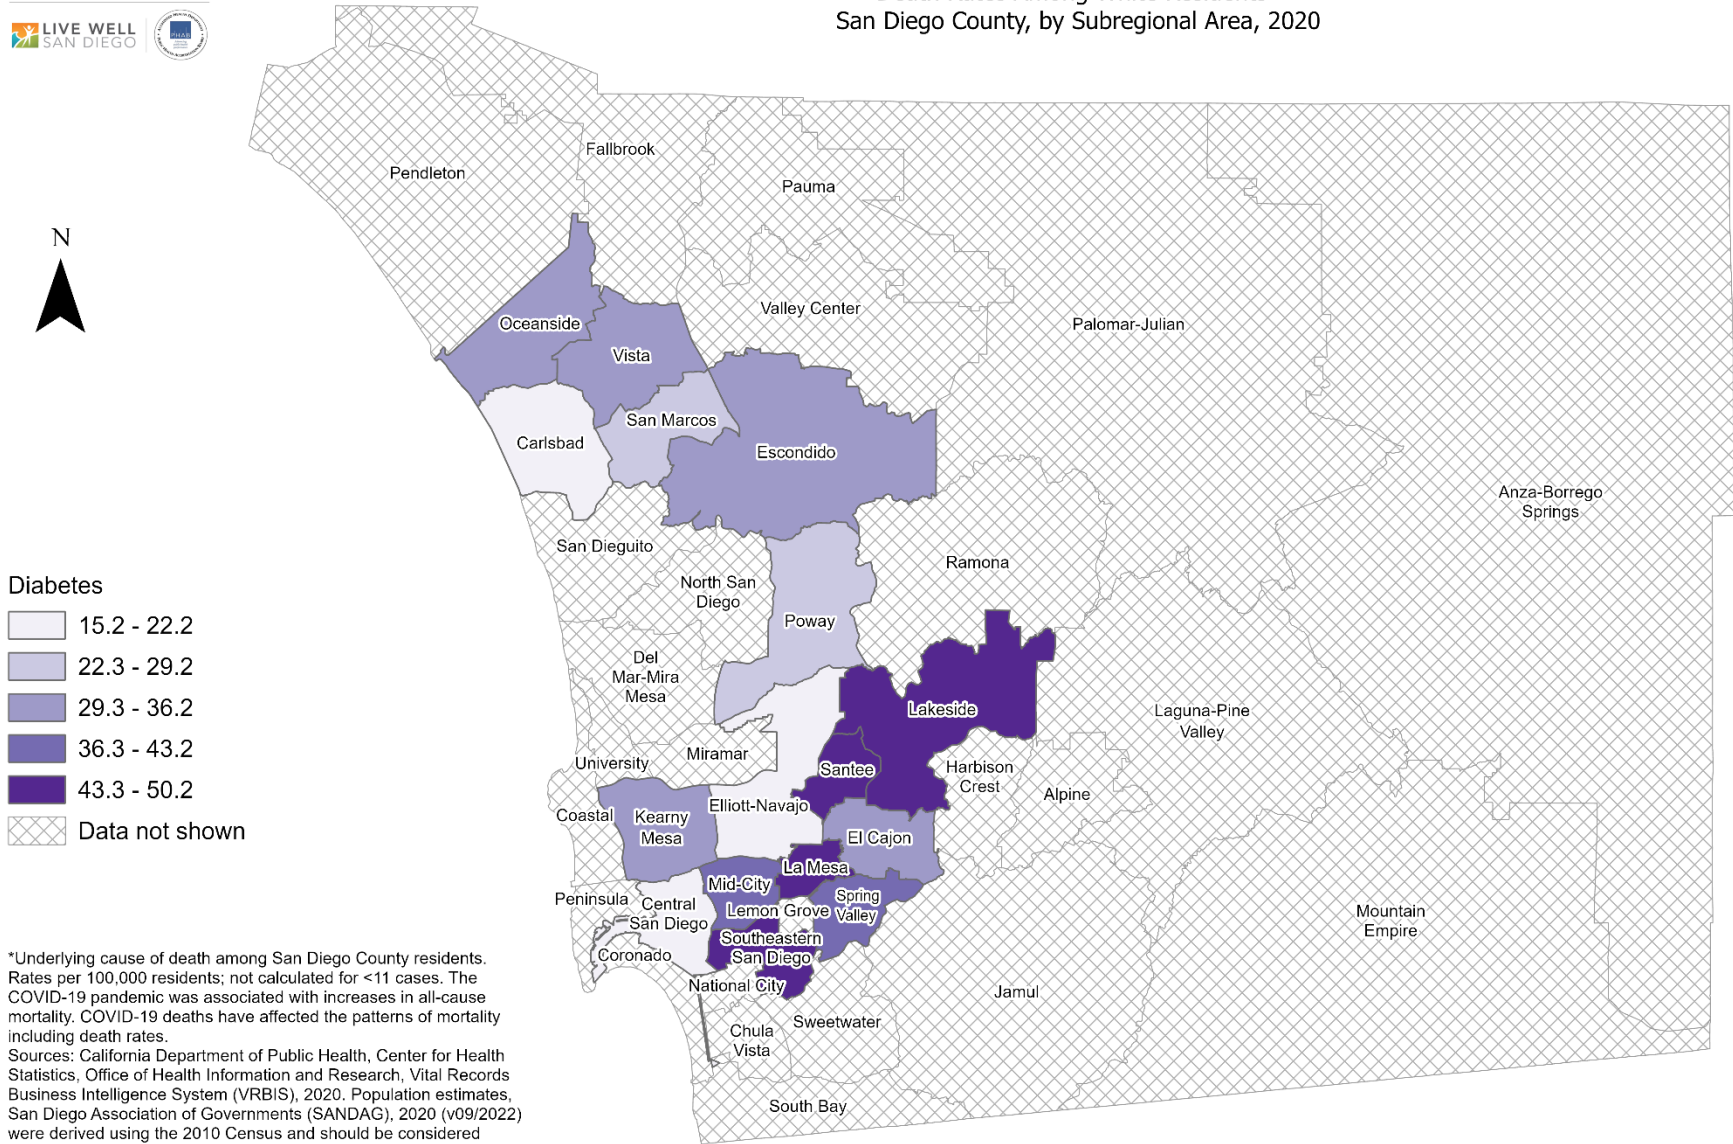 LIVE WELL
SAN DIEGO
PHAB
San Diego County, by Subregional Area, 2020
N
Fallbrook
Pendleton
Pauma
Oceanside
Valley Center
Palomar-Julian
Vista
San Marcos
Carlsbad
Escondido
Anza-Borrego
Springs
San Dieguito
Ramona
North San
Diego
Poway
Del
Mar-Mira
Mesa
Lakeside
Laguna-Pine
Valley
Miramar
University
Santee
Harbison
Crest
Alpine
Elliott-Navajo
Coastal
Kearny
Mesa
El Cajon
La Mesa
Mid-City
Peninsula
Central
San Diego
Lemon Grove
Spring
Valley
Mountain
Empire
Southeastern
San Diego
Coronado
National City
Jamul
Sweetwater
Chula
Vista
South Bay
Diabetes
15.2 - 22.2
22.3 - 29.2
29.3 - 36.2
36.3 - 43.2
43.3 - 50.2
Data not shown
*Underlying cause of death among San Diego County residents.
Rates per 100,000 residents; not calculated for <11 cases. The
COVID-19 pandemic was associated with increases in all-cause
mortality. COVID-19 deaths have affected the patterns of mortality
including death rates.
Sources: California Department of Public Health, Center for Health
Statistics, Office of Health Information and Research, Vital Records
Business Intelligence System (VRBIS), 2020. Population estimates,
San Diego Association of Governments (SANDAG), 2020 (v09/2022)
were derived using the 2010 Census and should be considered